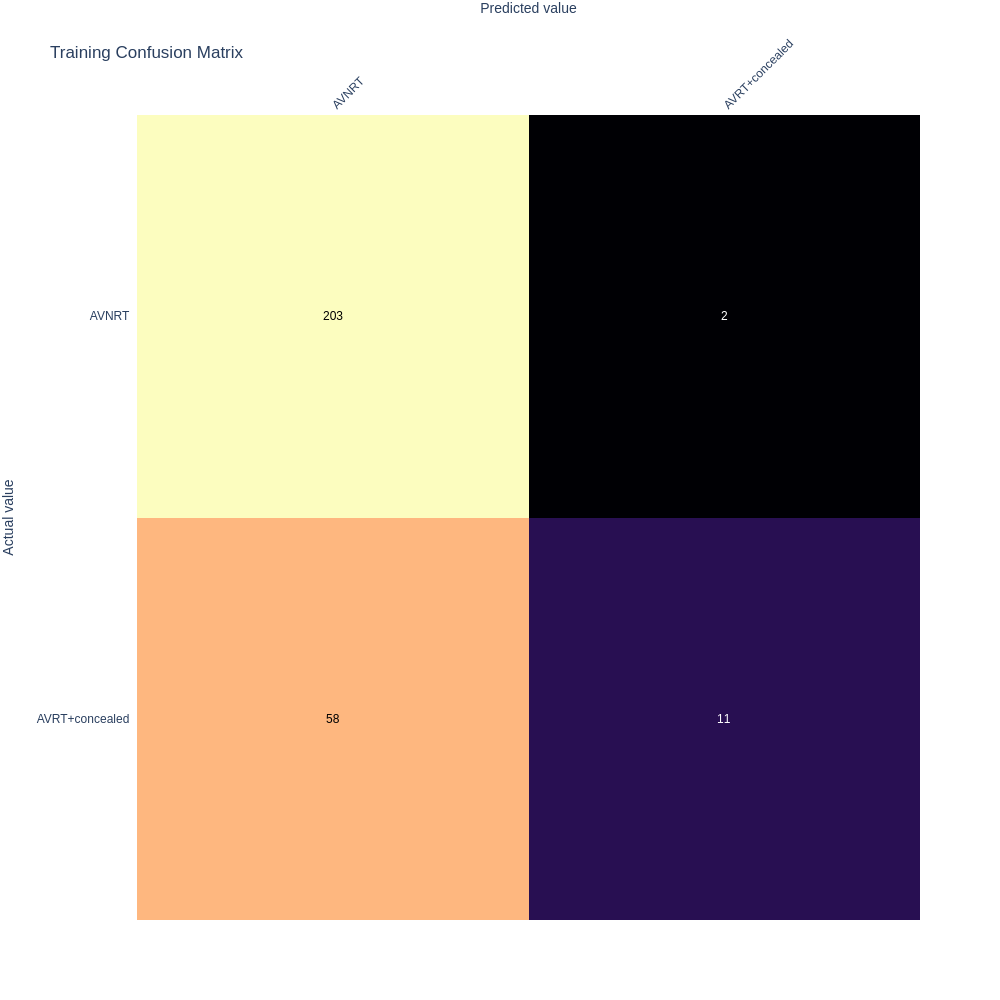 Predicted value
Training Confusion Matrix
AVNRT
AVRT+concealed
AVNRT
203
2
Actual value
AVRT+concealed
58
11